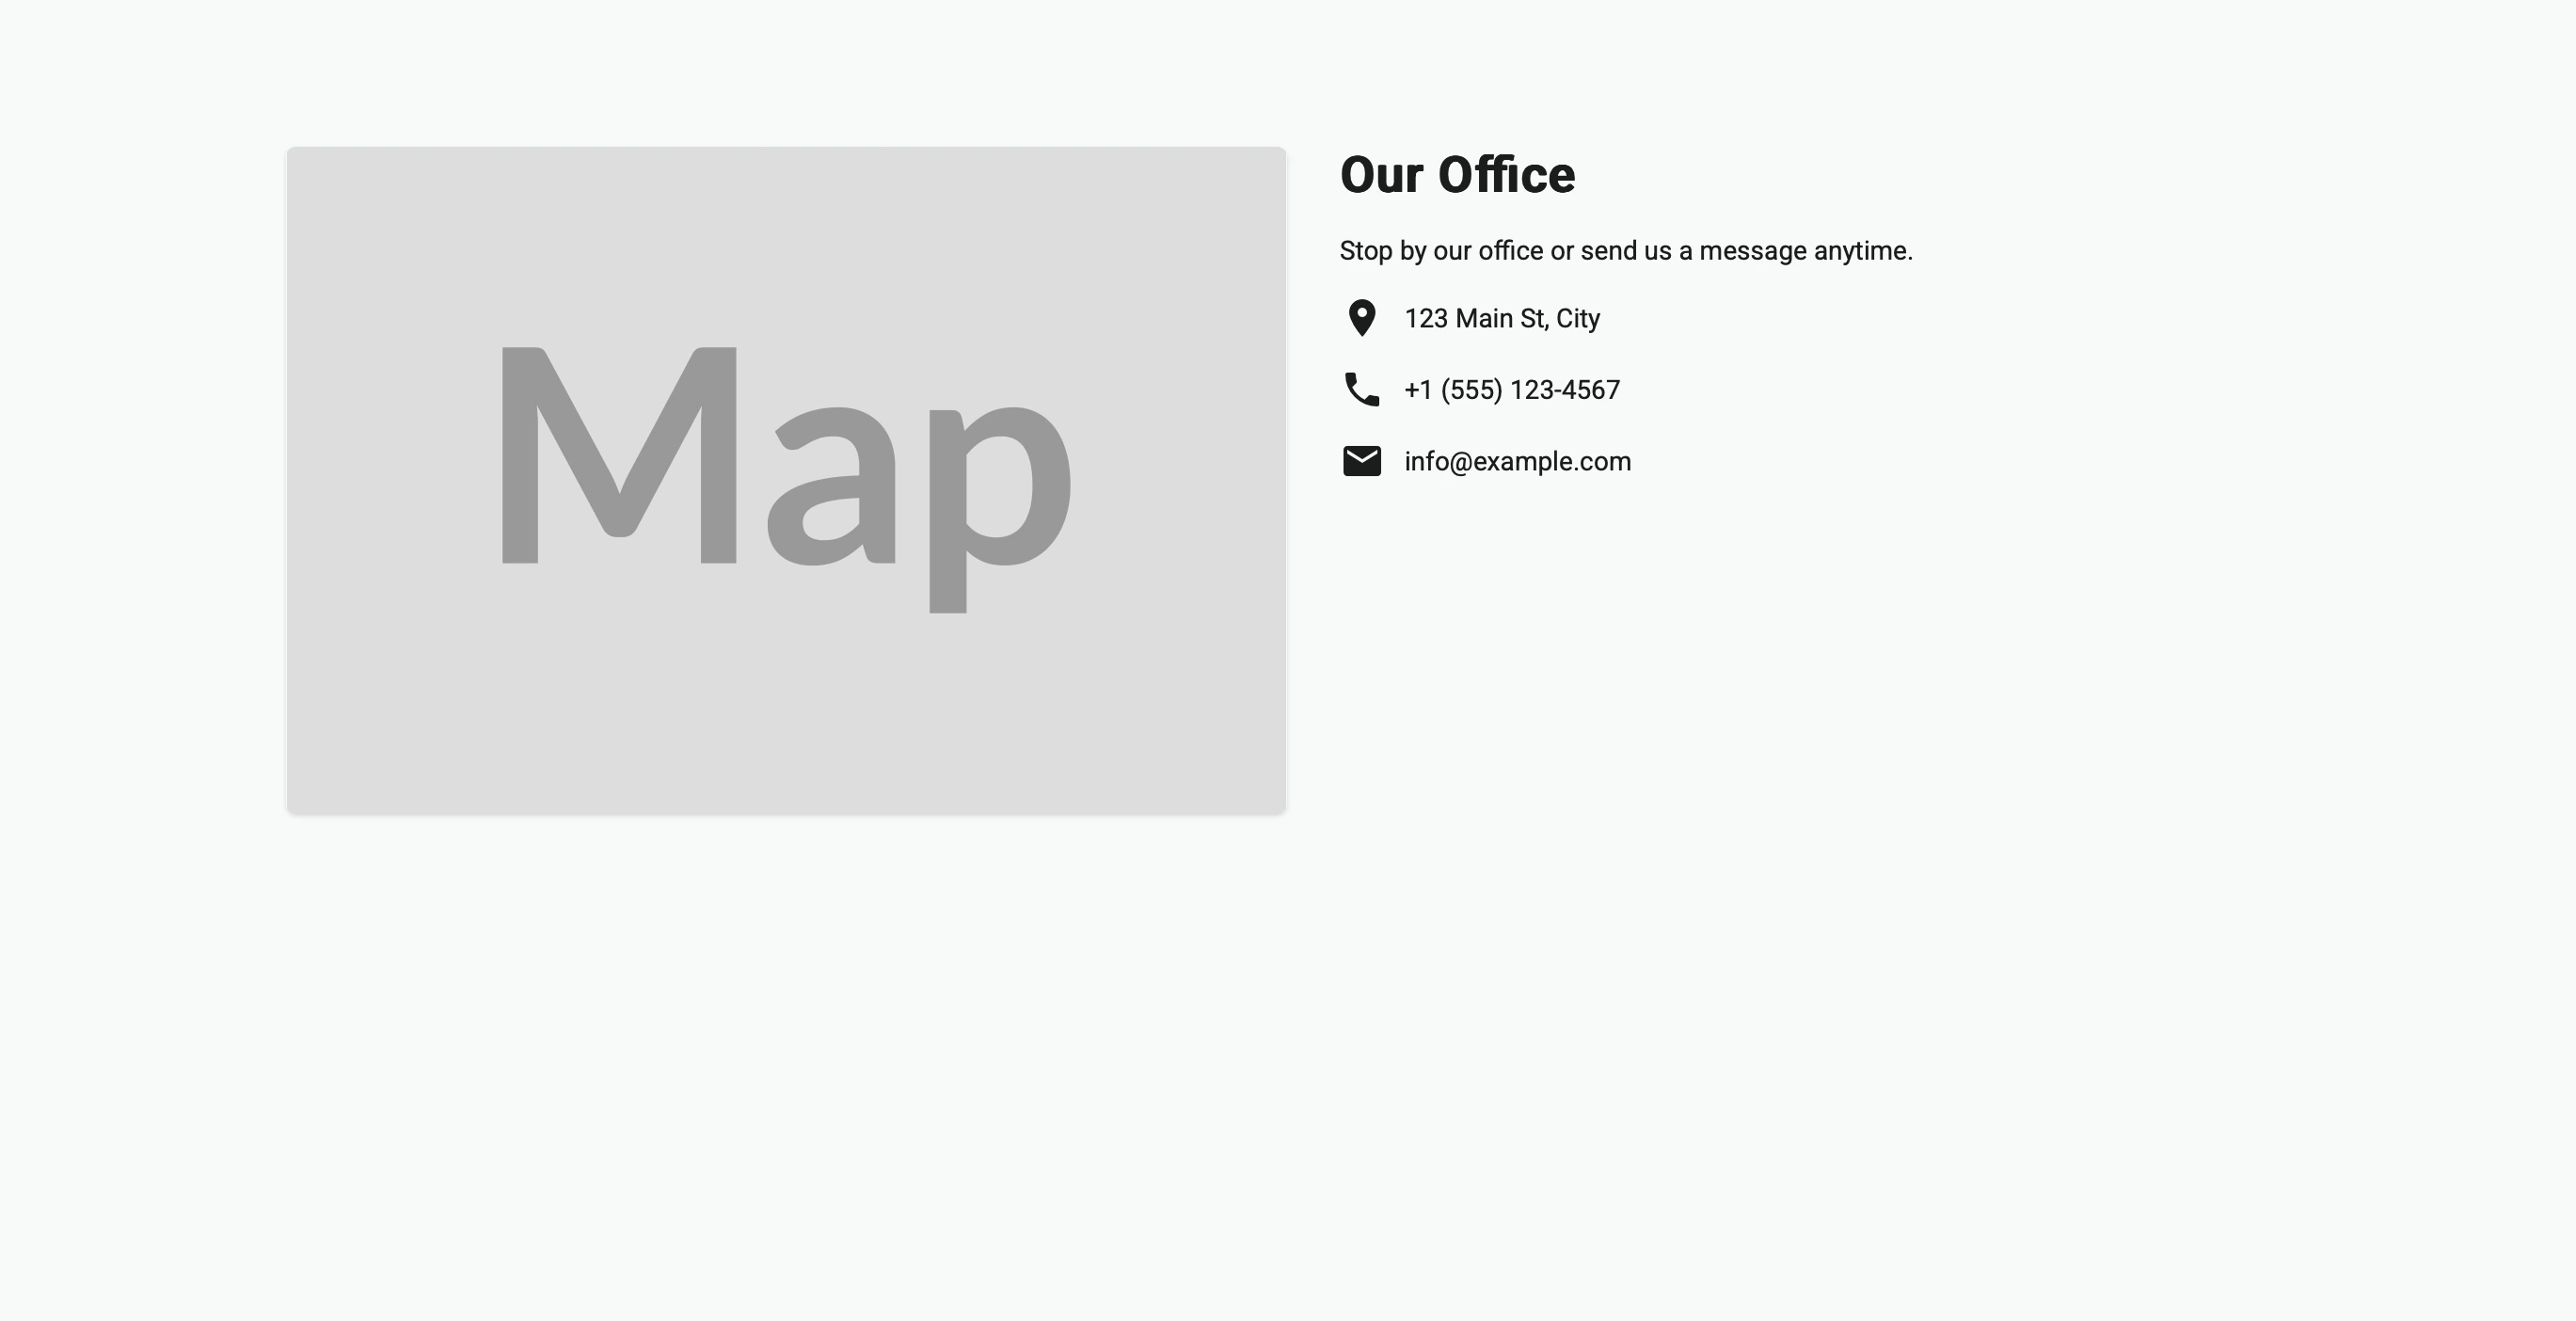 Map
Our Office
Stop by our office or send us a message anytime.
123 Main St, City
+1 (555) 123-4567
info@example.com